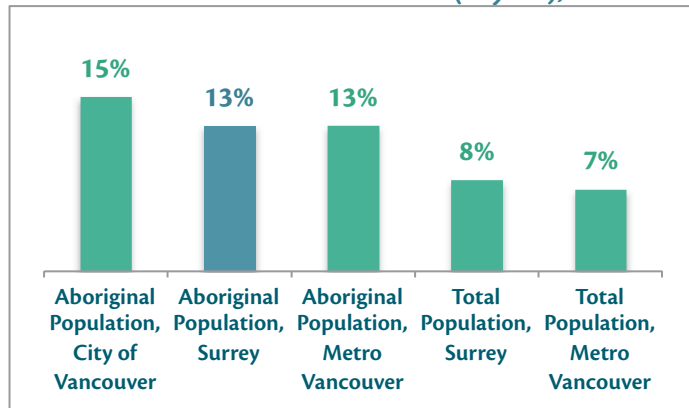 15%
13%
13%
8%
7%
Aboriginal Population, City of Vancouver
Aboriginal Population, Surrey
Aboriginal Population, Metro Vancouver
Total Population, Surrey
Total Population, Metro Vancouver